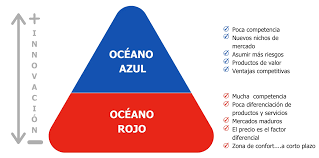 +
INNOVACIÓN
-
OCÉANO
AZUL
Poca competencia
Nuevos nichos de
mercado
Asumir más riesgos
Productos de valor
Ventajas competitivas
OCÉANO
ROJO
Mucha competencia
Poca diferenciación de
productos y servicios
Mercados maduros
El precio es el factor
diferencial
Zona de confort....a corto plazo